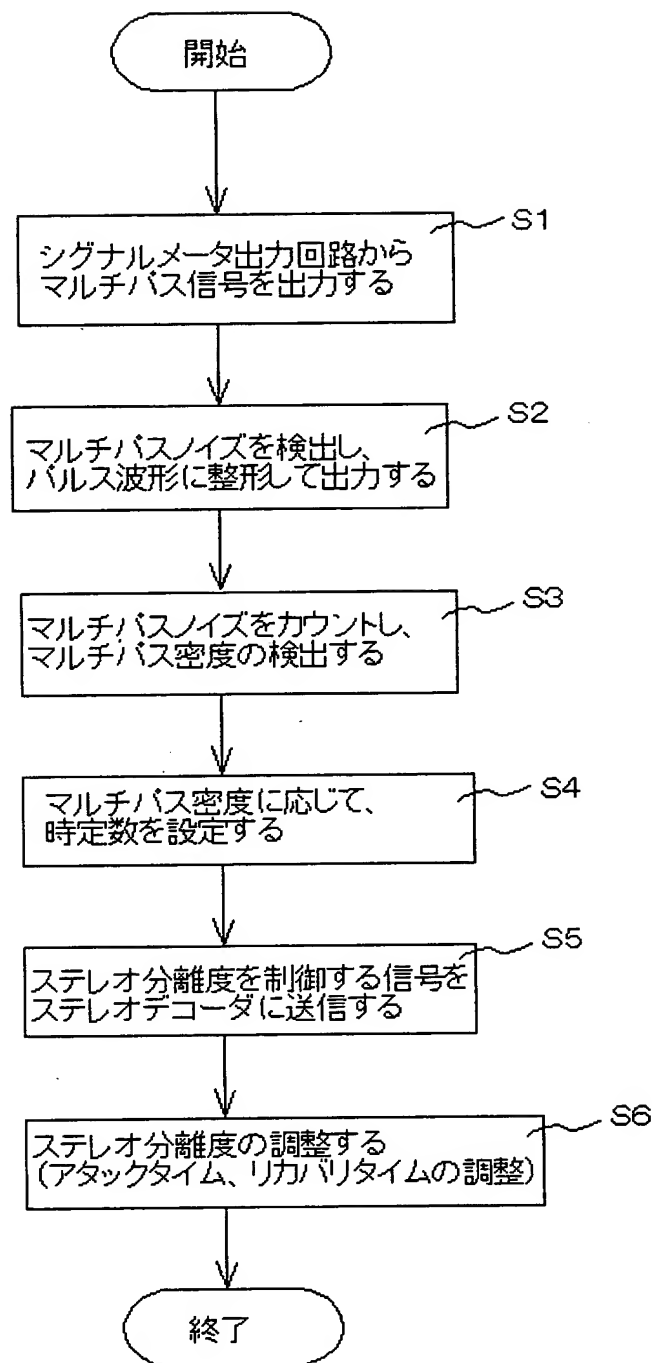 開始
S1
シグナルメータ出力回路から
マルチパス信号を出力する
S2
マルチパスノイズを検出し、
パルス波形に整形して出力する
S3
マルチパスノイズをカウントし、
マルチパス密度の検出する
S4
マルチパス密度に応じて、
時定数を設定する
S5
ステレオ分離度を制御する信号を
ステレオデコーダに送信する
S6
ステレオ分離度の調整する
(アタックタイム、リカバリタイムの調整)
終了